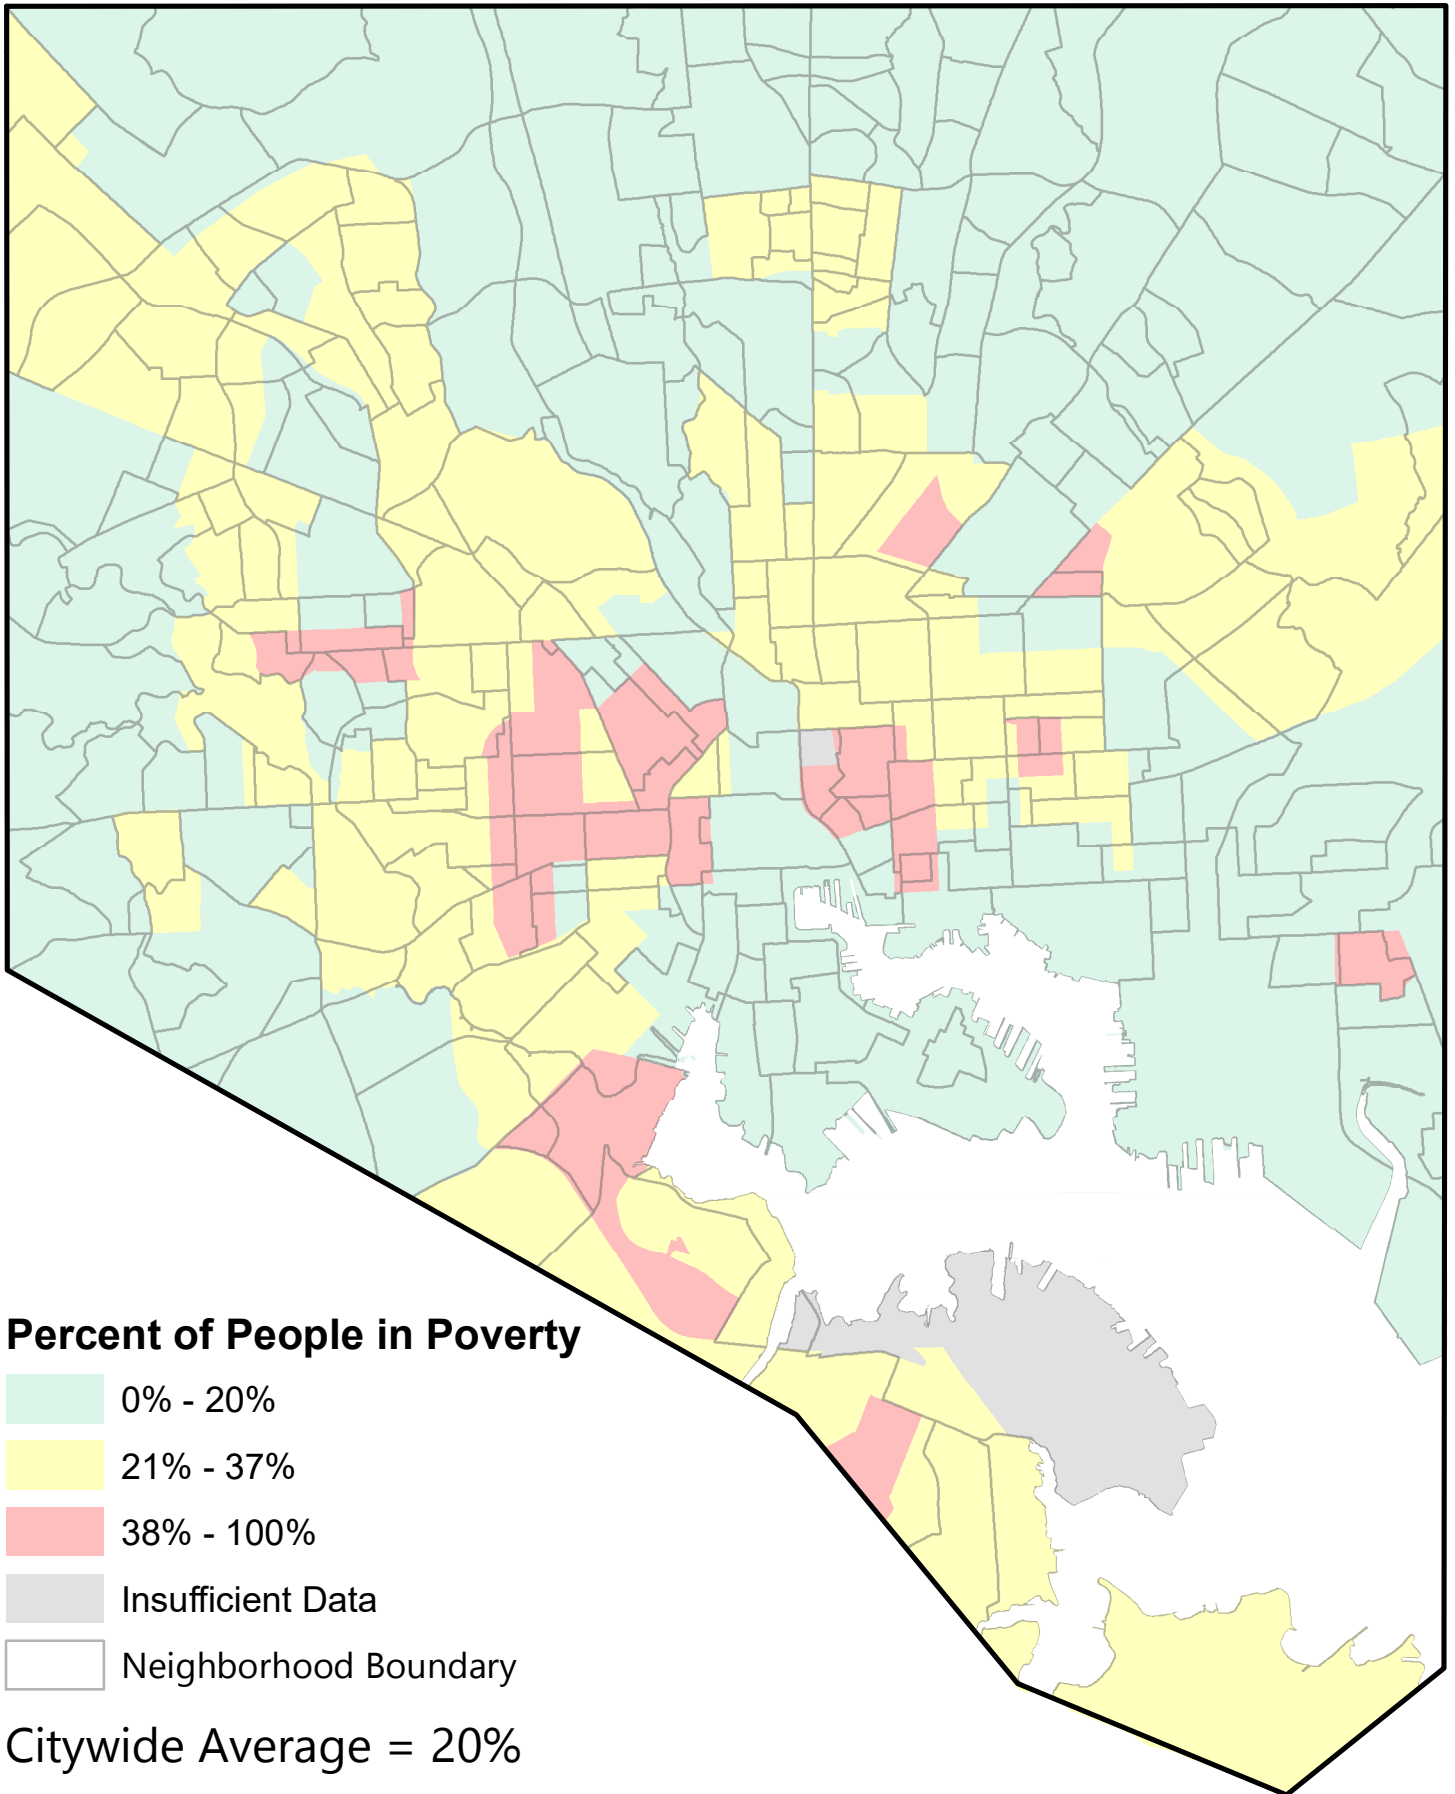 Percent of People in Poverty
0% - 20%
21% - 37%
38% - 100%
Insufficient Data
Neighborhood Boundary
Citywide Average = 20%